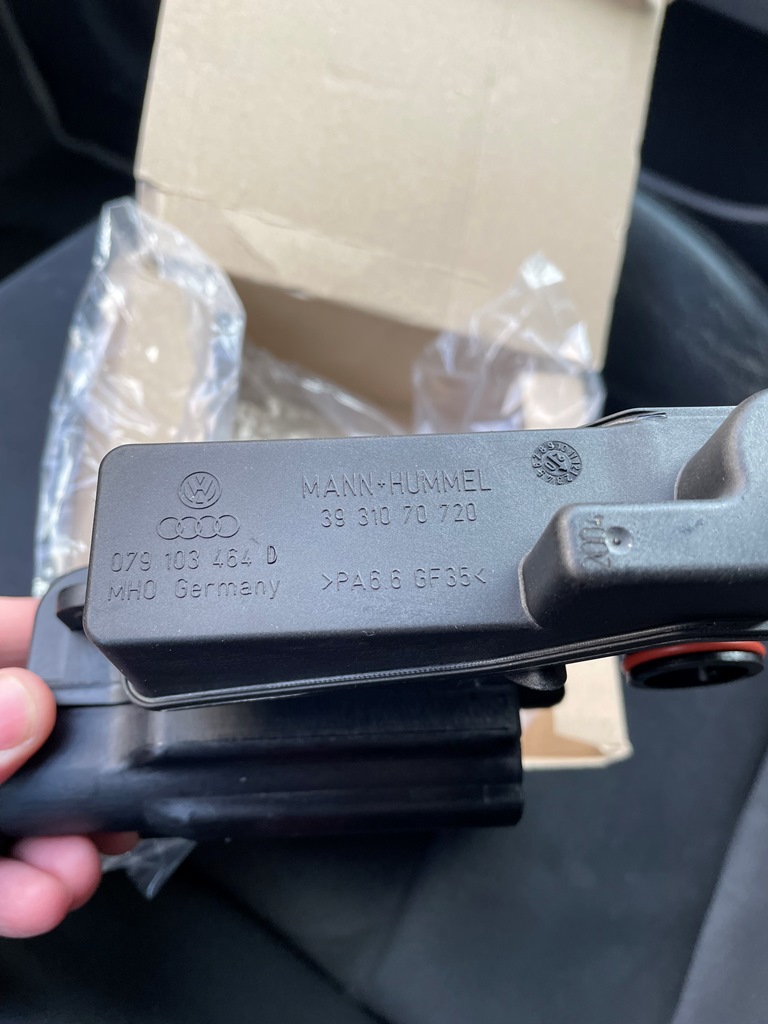 MANN+HUMMEL
39 310 70 720
079 103 464 D
MHO Germany
>PA6.6 GF35<